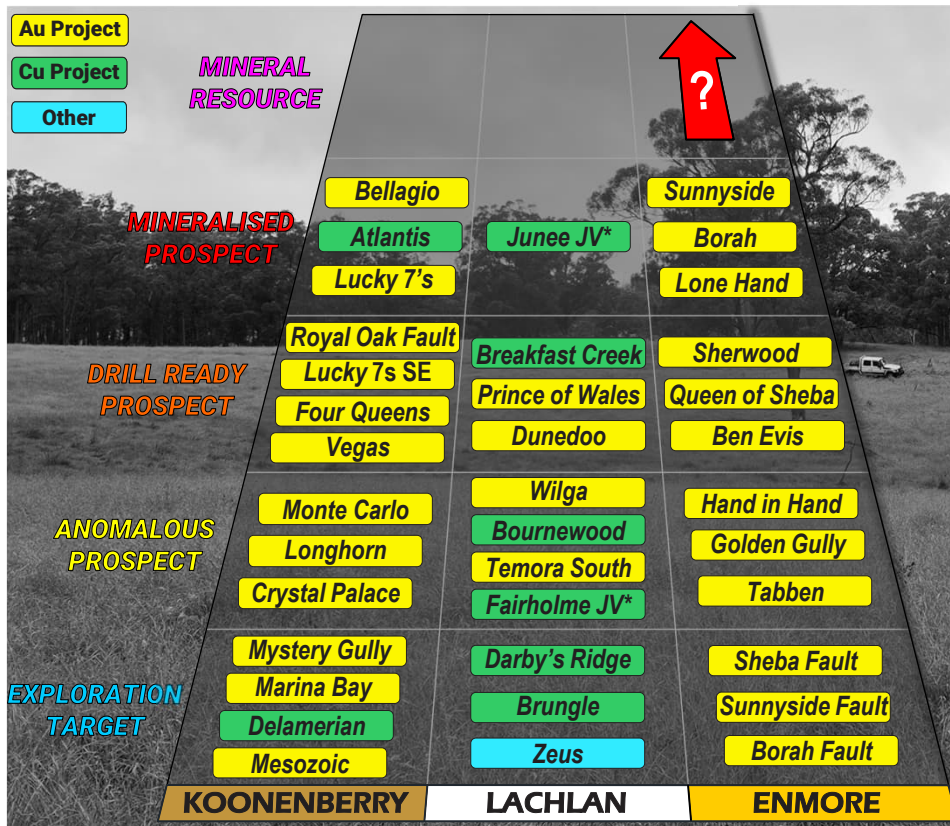 Au Project
Cu Project
Other
MINERAL
RESOURCE
?
MINERALISED
PROSPECT
Bellagio
Atlantis
Lucky 7's
Junee JV*
Sunnyside
Borah
Lone Hand
DRILL READY
PROSPECT
Royal Oak Fault
Lucky 7s SE
Four Queens
Vegas
Breakfast Creek
Prince of Wales
Dunedoo
Sherwood
Queen of Sheba
Ben Evis
ANOMALOUS
PROSPECT
Monte Carlo
Longhorn
Crystal Palace
Wilga
Bournewood
Temora South
Fairholme JV*
Hand in Hand
Golden Gully
Tabben
EXPLORATION
TARGET
Mystery Gully
Marina Bay
Delamerian
Mesozoic
Darby's Ridge
Brungle
Zeus
Sheba Fault
Sunnyside Fault
Borah Fault
KOONENBERRY
LACHLAN
ENMORE